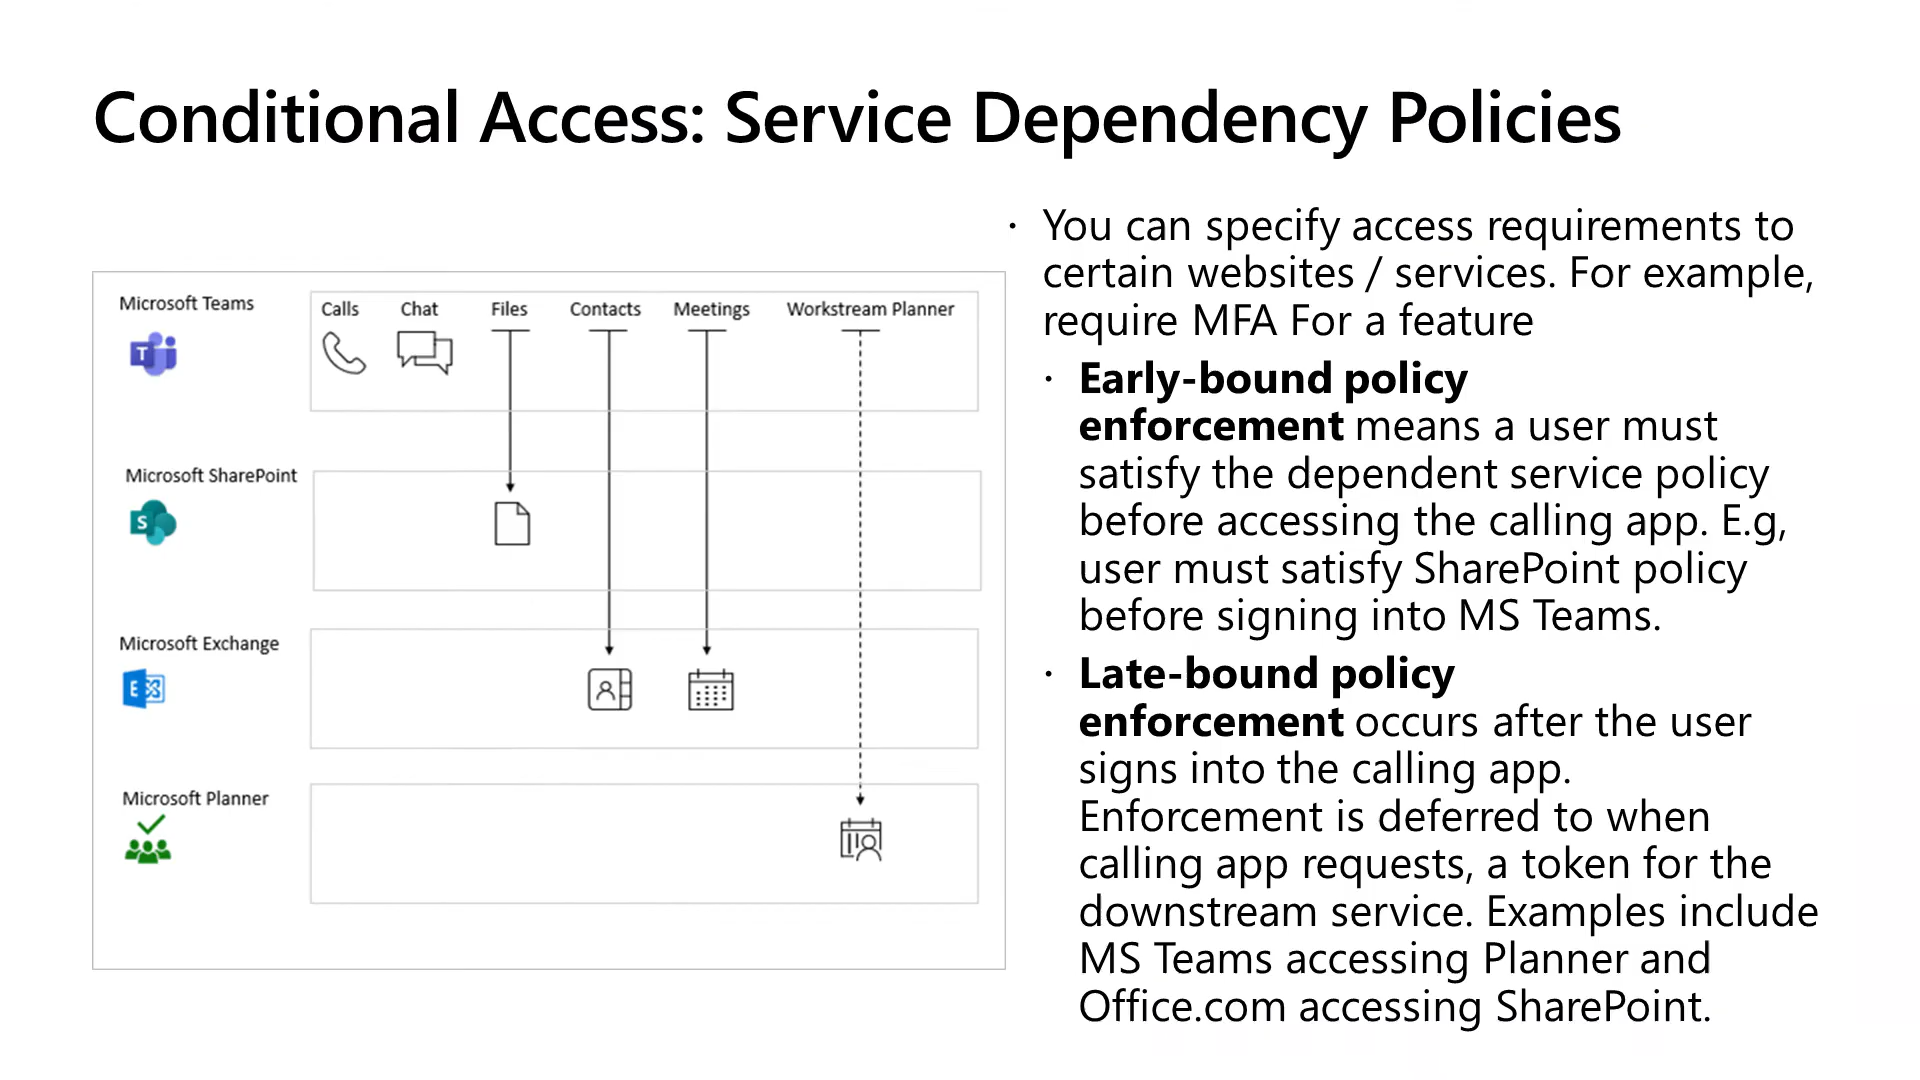 Conditional Access: Service Dependency Policies
Microsoft Teams
Calls
Chat
Files
Contacts
Meetings
Workstream Planner
T
Microsoft SharePoint
S
Microsoft Exchange
E
Microsoft Planner
· You can specify access requirements to
certain websites / services. For example,
require MFA For a feature
· Early-bound policy
enforcement means a user must
satisfy the dependent service policy
before accessing the calling app. E.g,
user must satisfy SharePoint policy
before signing into MS Teams.
· Late-bound policy
enforcement occurs after the user
signs into the calling app.
Enforcement is deferred to when
calling app requests, a token for the
downstream service. Examples include
MS Teams accessing Planner and
Office.com accessing SharePoint.